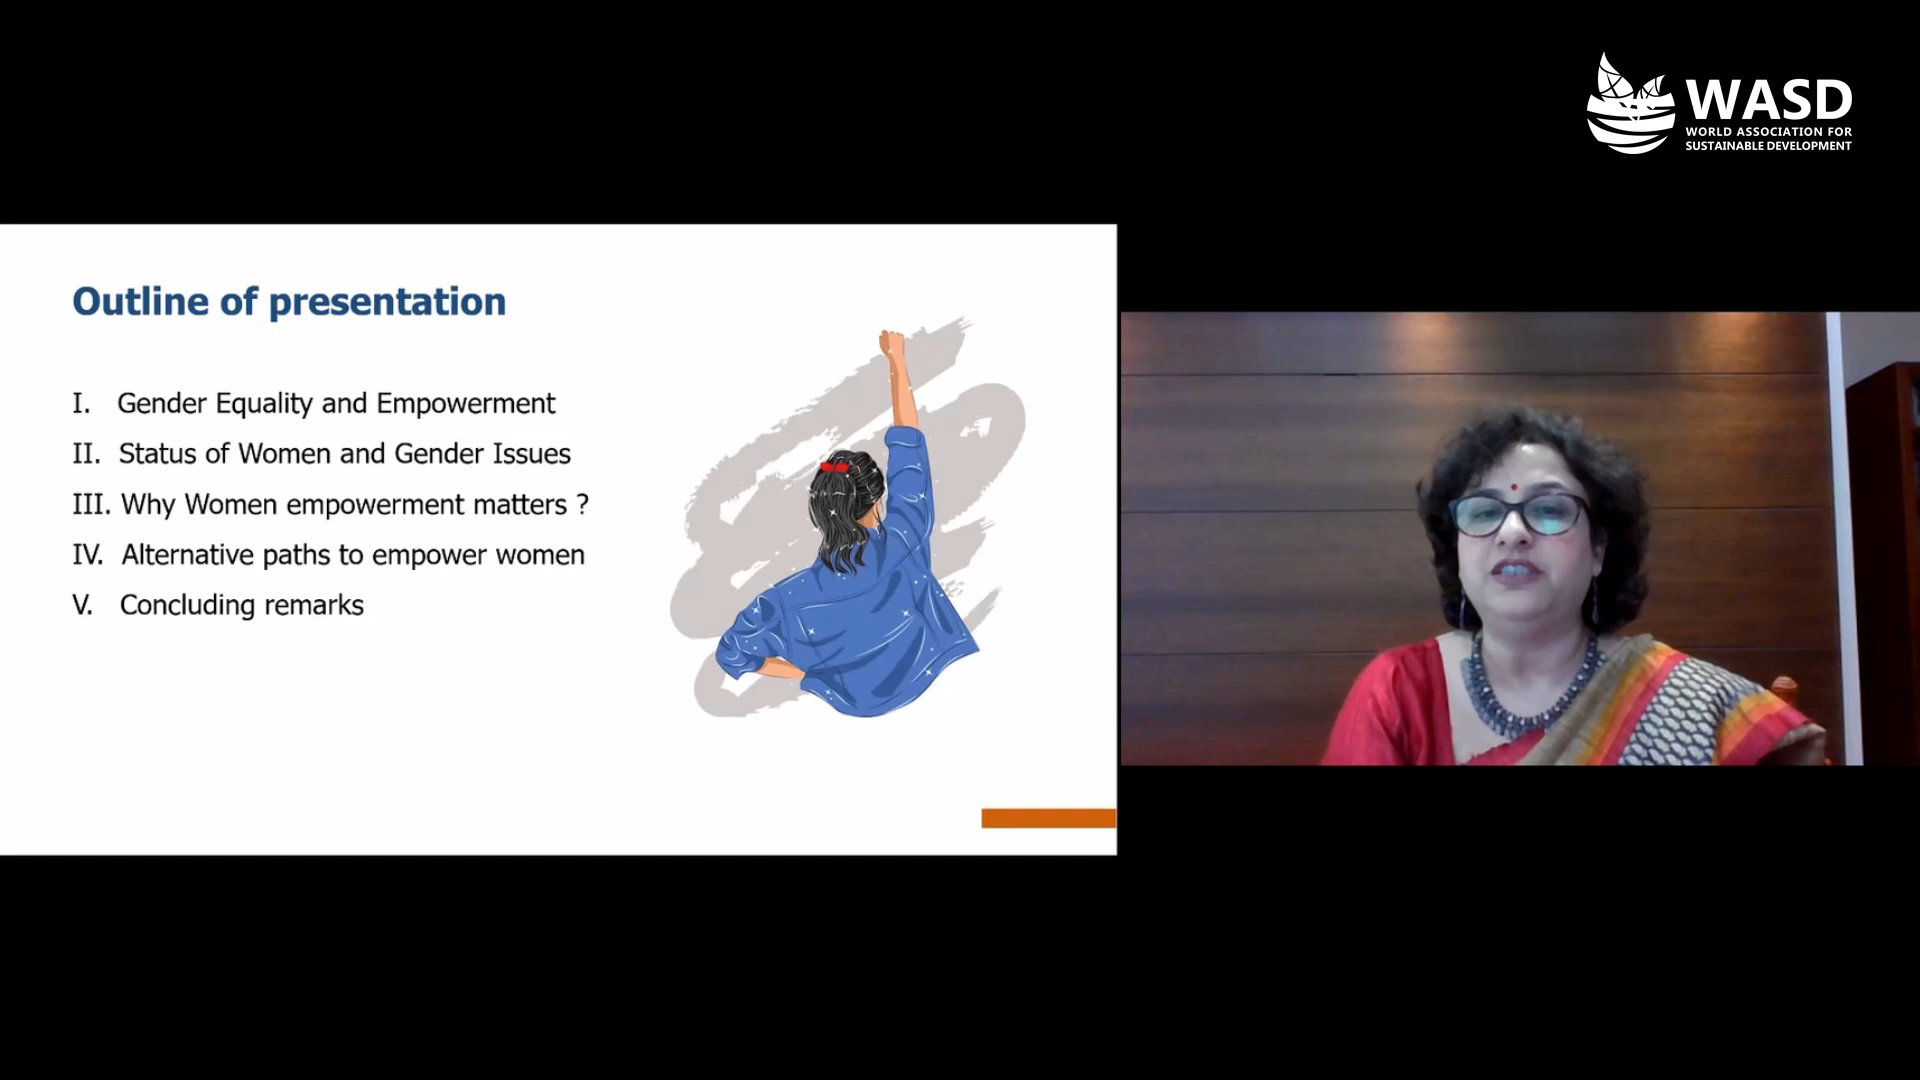 WASD
WORLD ASSOCIATION FOR
SUSTAINABLE DEVELOPMENT
Outline of presentation
I. Gender Equality and Empowerment
II. Status of Women and Gender Issues
III. Why Women empowerment matters ?
IV. Alternative paths to empower women
V. Concluding remarks